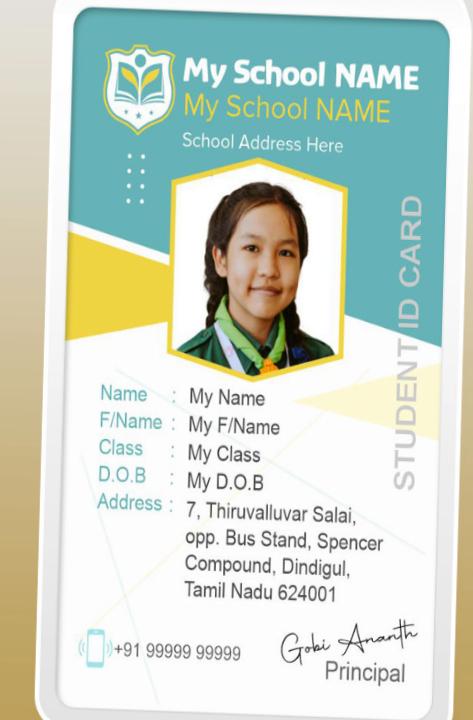 My School NAME
My School NAME
School Address Here
STUDENT ID CARD
Name : My Name
F/Name : My F/Name
Class : My Class
D.O.B : My D.O.B
Address : 7, Thiruvalluvar Salai,
opp. Bus Stand, Spencer
Compound, Dindigul,
Tamil Nadu 624001
+91 99999 99999
Gobi Ananth
Principal